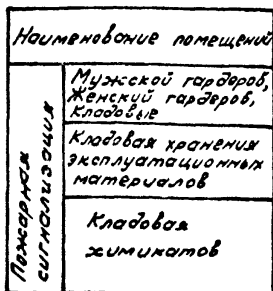 Наименование помещений
Пожарная
сигнализация
Мужской гардероб,
Женский гардероб,
Кладовые
Кладовая хранения
эксплуатационных
материалов
Кладовая
химикатов